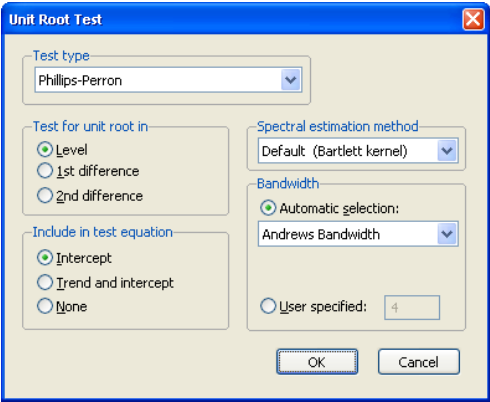 Unit Root Test
Test type
Phillips-Perron
Test for unit root in
Level
1st difference
2nd difference
Include in test equation
Intercept
Trend and intercept
None
Spectral estimation method
Default (Bartlett kernel)
Bandwidth
Automatic selection:
Andrews Bandwidth
User specified: 4
OK Cancel